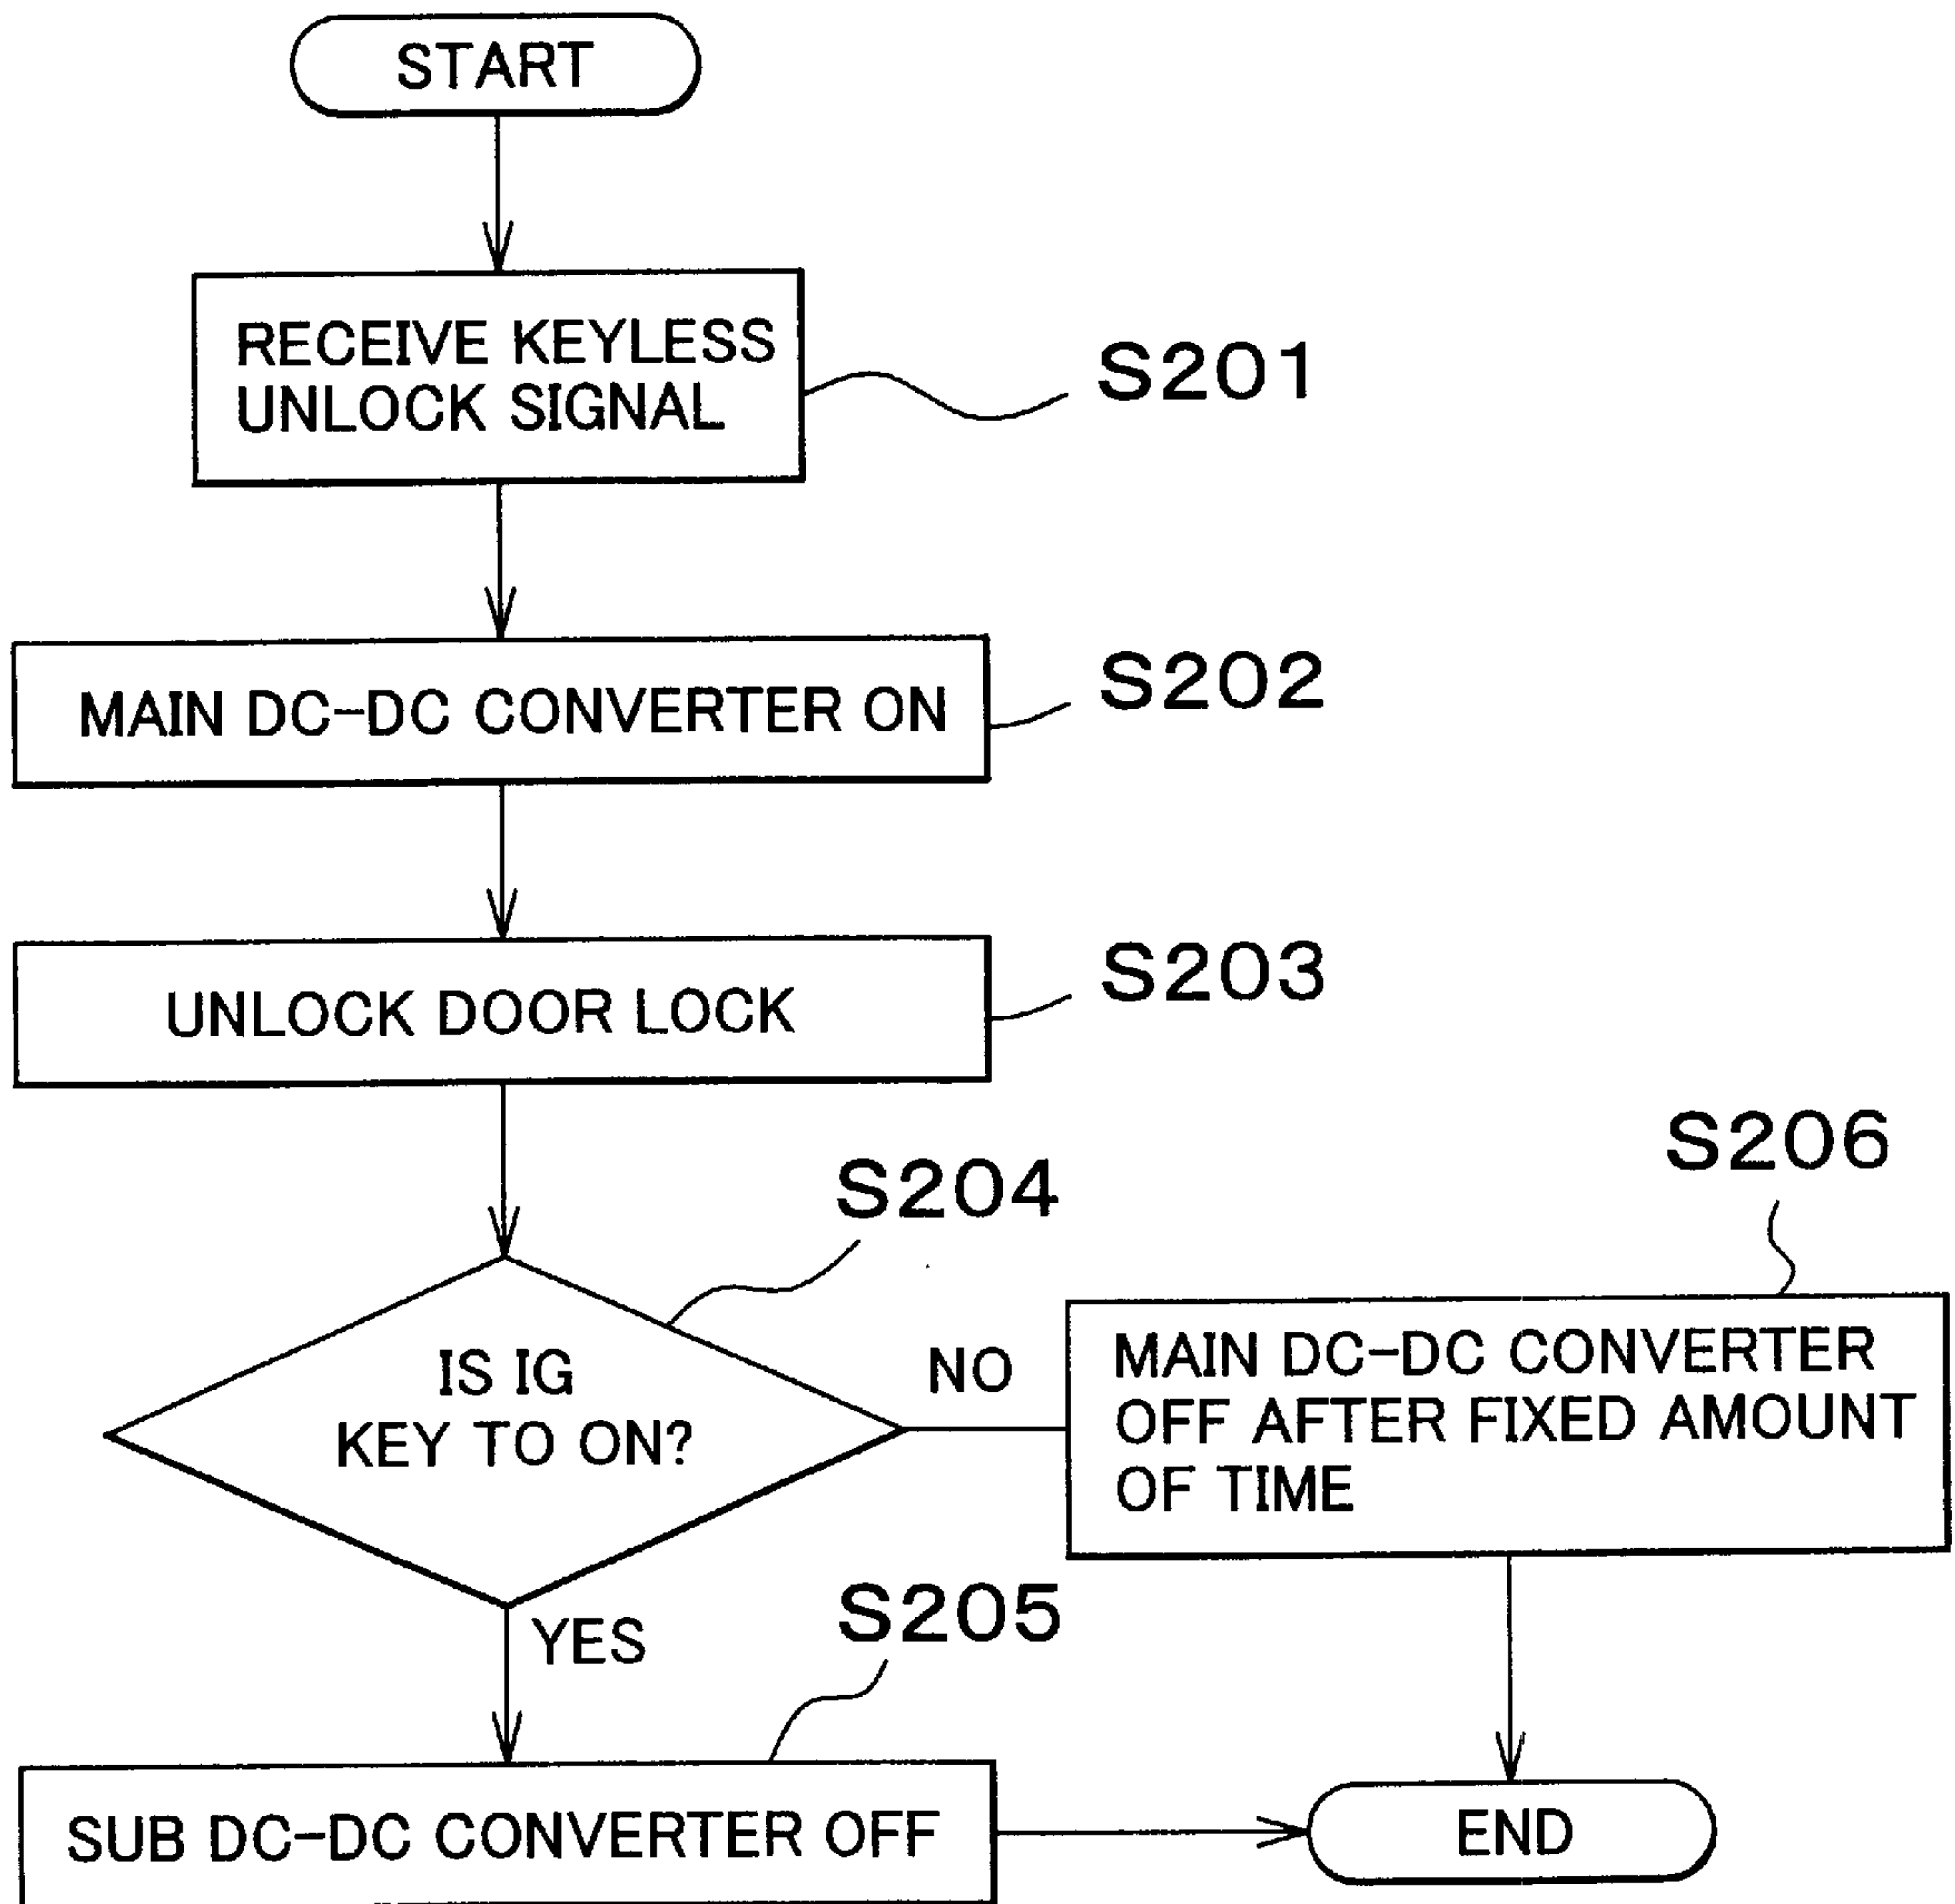 START
RECEIVE KEYLESS
UNLOCK SIGNAL
S201
MAIN DC-DC CONVERTER ON
S202
UNLOCK DOOR LOCK
S203
S204
IS IG
KEY TO ON?
NO
S206
MAIN DC-DC CONVERTER
OFF AFTER FIXED AMOUNT
OF TIME
YES
S205
SUB DC-DC CONVERTER OFF
END